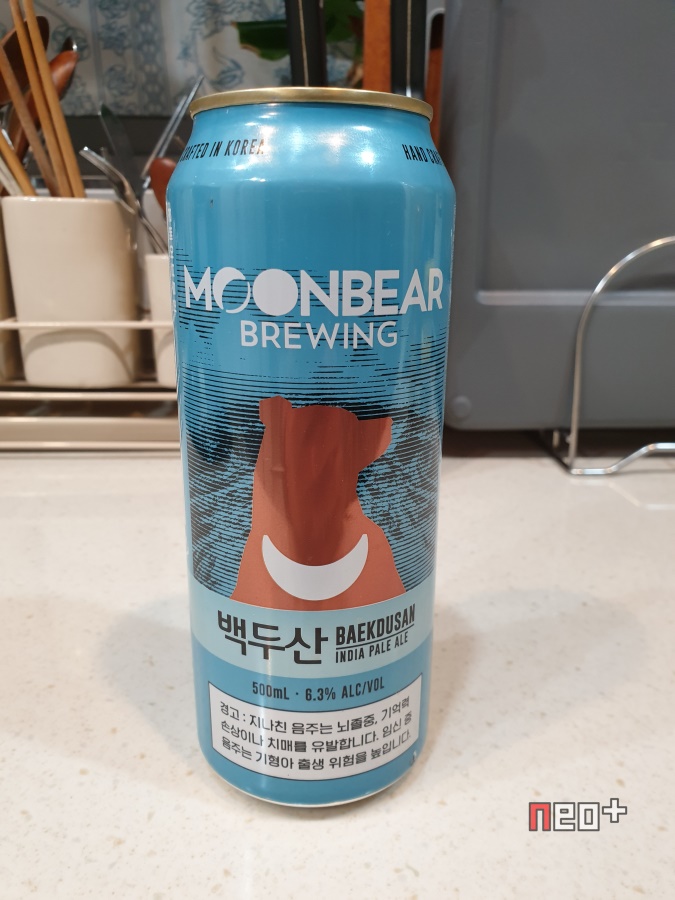 CRAFTED IN KOREA
HAND
MOONBEAR
BREWING
백두산 BAEKDUSAN
INDIA PALE ALE
500mL · 6.3% ALC/VOL
경고 : 지나친 음주는 뇌졸중, 기억력
손상이나 치매를 유발합니다. 임신 중
음주는 기형아 출생 위험을 높입니다.
neo+